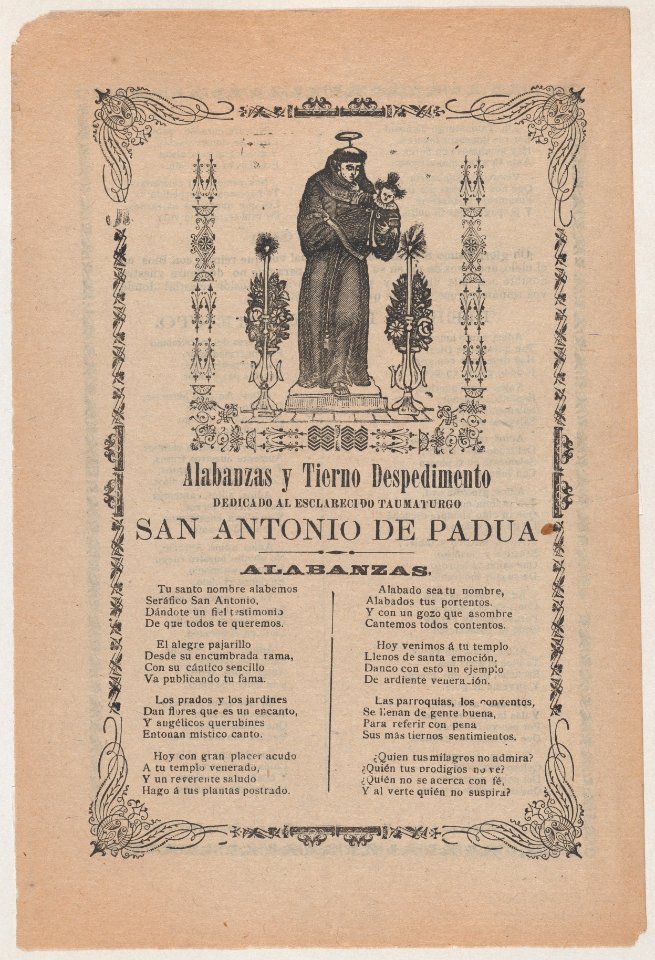 Alabanzas y Tierno Despedimento
DEDICADO AL ESCLARECIDO TAUMATURGO
SAN ANTONIO DE PADUA
ALABANZAS.
Tu santo nombre alabemos
Seráfico San Antonio,
Dándote un fiel testimonio
De que todos te queremos.
El alegre pajarillo
Desde su encumbrada rama,
Con su cántico sencillo
Va publicando tu fama.
Los prados y los jardines
Dan flores que es un encanto,
Y angélicos querubines
Entonan místico canto.
Hoy con gran placer acudo
A tu templo venerado,
Y un reverente saludo
Hago á tus plantas postrado.
Alabado sea tu nombre,
Alabados tus portentos,
Y con un gozo que asombre
Cantemos todos contentos.
Hoy venimos á tu templo
Llenos de santa emoción,
Danco con esto un ejemplo
De ardiente veneración.
Las parroquias, los conventos,
Se llenan de gente buena,
Para referir con pena
Sus más tiernos sentimientos.
¿Quien tus milagros no admira?
¿Quién tus prodigios no ve?
¿Quién no se acerca con fé,
Y al verte quién no suspira?